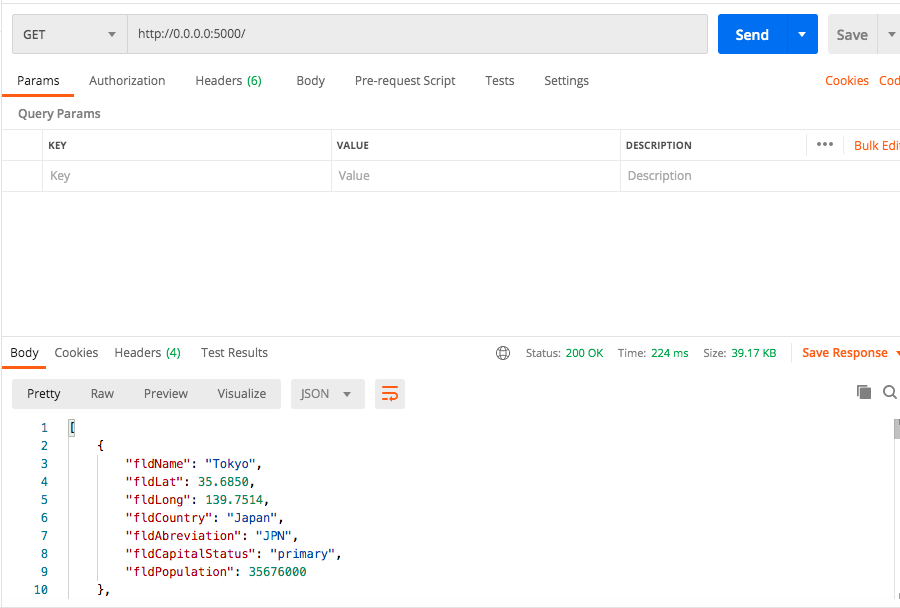 GET http://0.0.0.0:5000/ Send Save
Params Authorization Headers (6) Body Pre-request Script Tests Settings Cookies Cod
Query Params
KEY VALUE DESCRIPTION ••• Bulk Edit
Key Value Description
Body Cookies Headers (4) Test Results Status: 200 OK Time: 224 ms Size: 39.17 KB Save Response
Pretty Raw Preview Visualize JSON
1 [
2 {
3 "fldName": "Tokyo",
4 "fldLat": 35.6850,
5 "fldLong": 139.7514,
6 "fldCountry": "Japan",
7 "fldAbreviation": "JPN",
8 "fldCapitalStatus": "primary",
9 "fldPopulation": 35676000
10 },